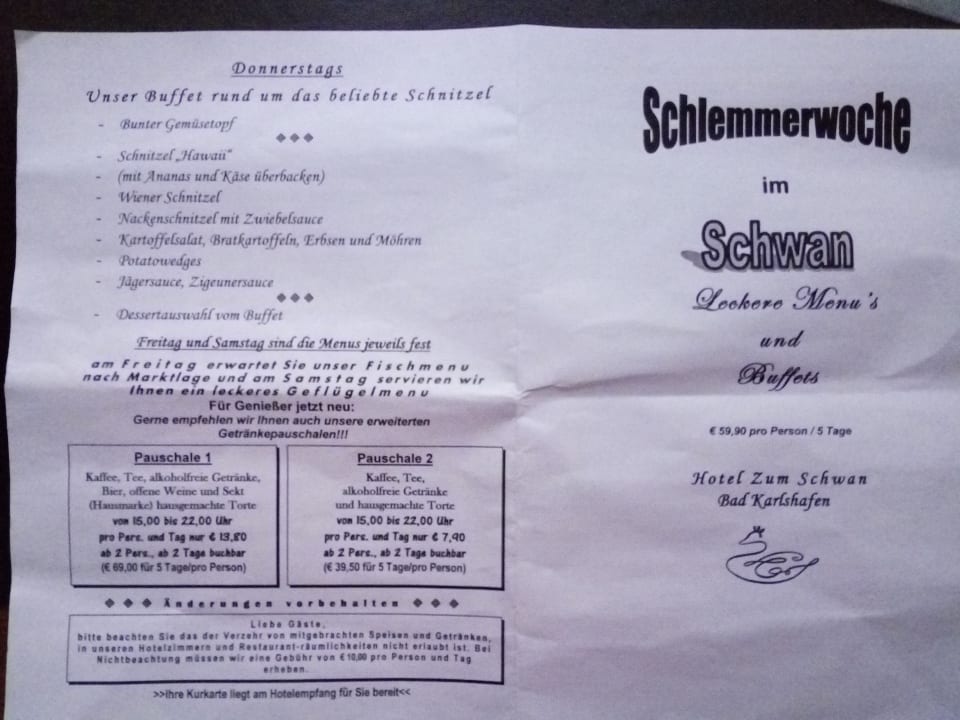 Donnerstags
Unser Buffet rund um das beliebte Schnitzel
- Bunter Gemüsetopf
- Schnitzel „Hawaii“
- (mit Ananas und Käse überbacken)
- Wiener Schnitzel
- Nackenschnitzel mit Zwiebelsauce
- Kartoffelsalat, Bratkartoffeln, Erbsen und Möhren
- Potatowedges
- Jägersauce, Zigeunersauce
- Dessertauswahl vom Buffet
Freitag und Samstag sind die Menus jeweils fest
am Freitag erwartet Sie unser Fischmenu
nach Marktlage und am Samstag servieren wir
Ihnen ein leckeres Geflügelmenu
Für Genießer jetzt neu:
Gerne empfehlen wir Ihnen auch unsere erweiterten
Getränkepauschalen!!!
Pauschale 1
Kaffee, Tee, alkoholfreie Getränke,
Bier, offene Weine und Sekt
(Hausmarke) hausgemachte Torte
von 15,00 bis 22,00 Uhr
pro Pers. und Tag nur € 13,80
ab 2 Pers., ab 2 Tage buchbar
(€ 69,00 für 5 Tage/pro Person)
Pauschale 2
Kaffee, Tee,
alkoholfreie Getränke
und hausgemachte Torte
von 15,00 bis 22,00 Uhr
pro Pers. und Tag nur € 7,90
ab 2 Pers., ab 2 Tage buchbar
(€ 39,50 für 5 Tage/pro Person)
Änderungen vorbehalten
Liebe Gäste,
bitte beachten Sie das der Verzehr von mitgebrachten Speisen und Getränken,
in unseren Hotelzimmern und Restaurant-räumlichkeiten nicht erlaubt ist. Bei
Nichtbeachtung müssen wir eine Gebühr von € 10,00 pro Person und Tag
erheben.
>>Ihre Kurkarte liegt am Hotelempfang für Sie bereit<<
Schlemmerwoche
im
Schwan
Leckere Menu's
und
Buffets
€ 59,90 pro Person / 5 Tage
Hotel Zum Schwan
Bad Karlshafen